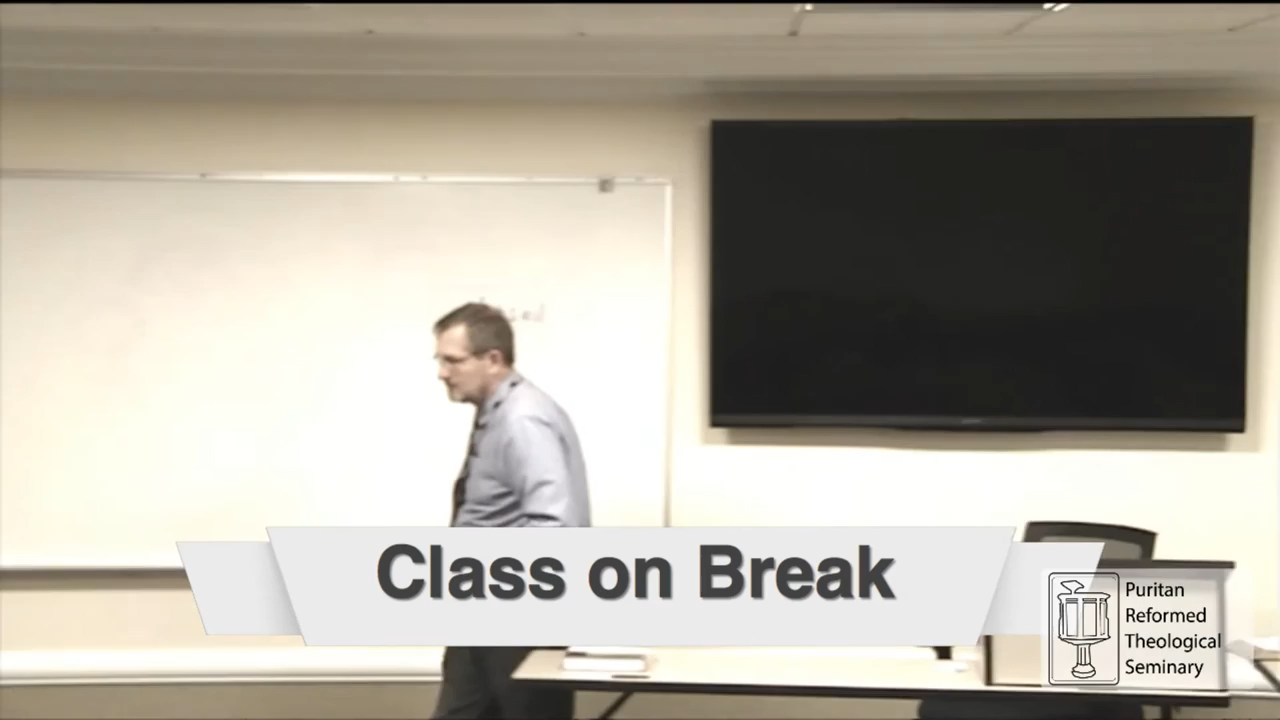 Class on Break
Puritan
Reformed
Theological
Seminary